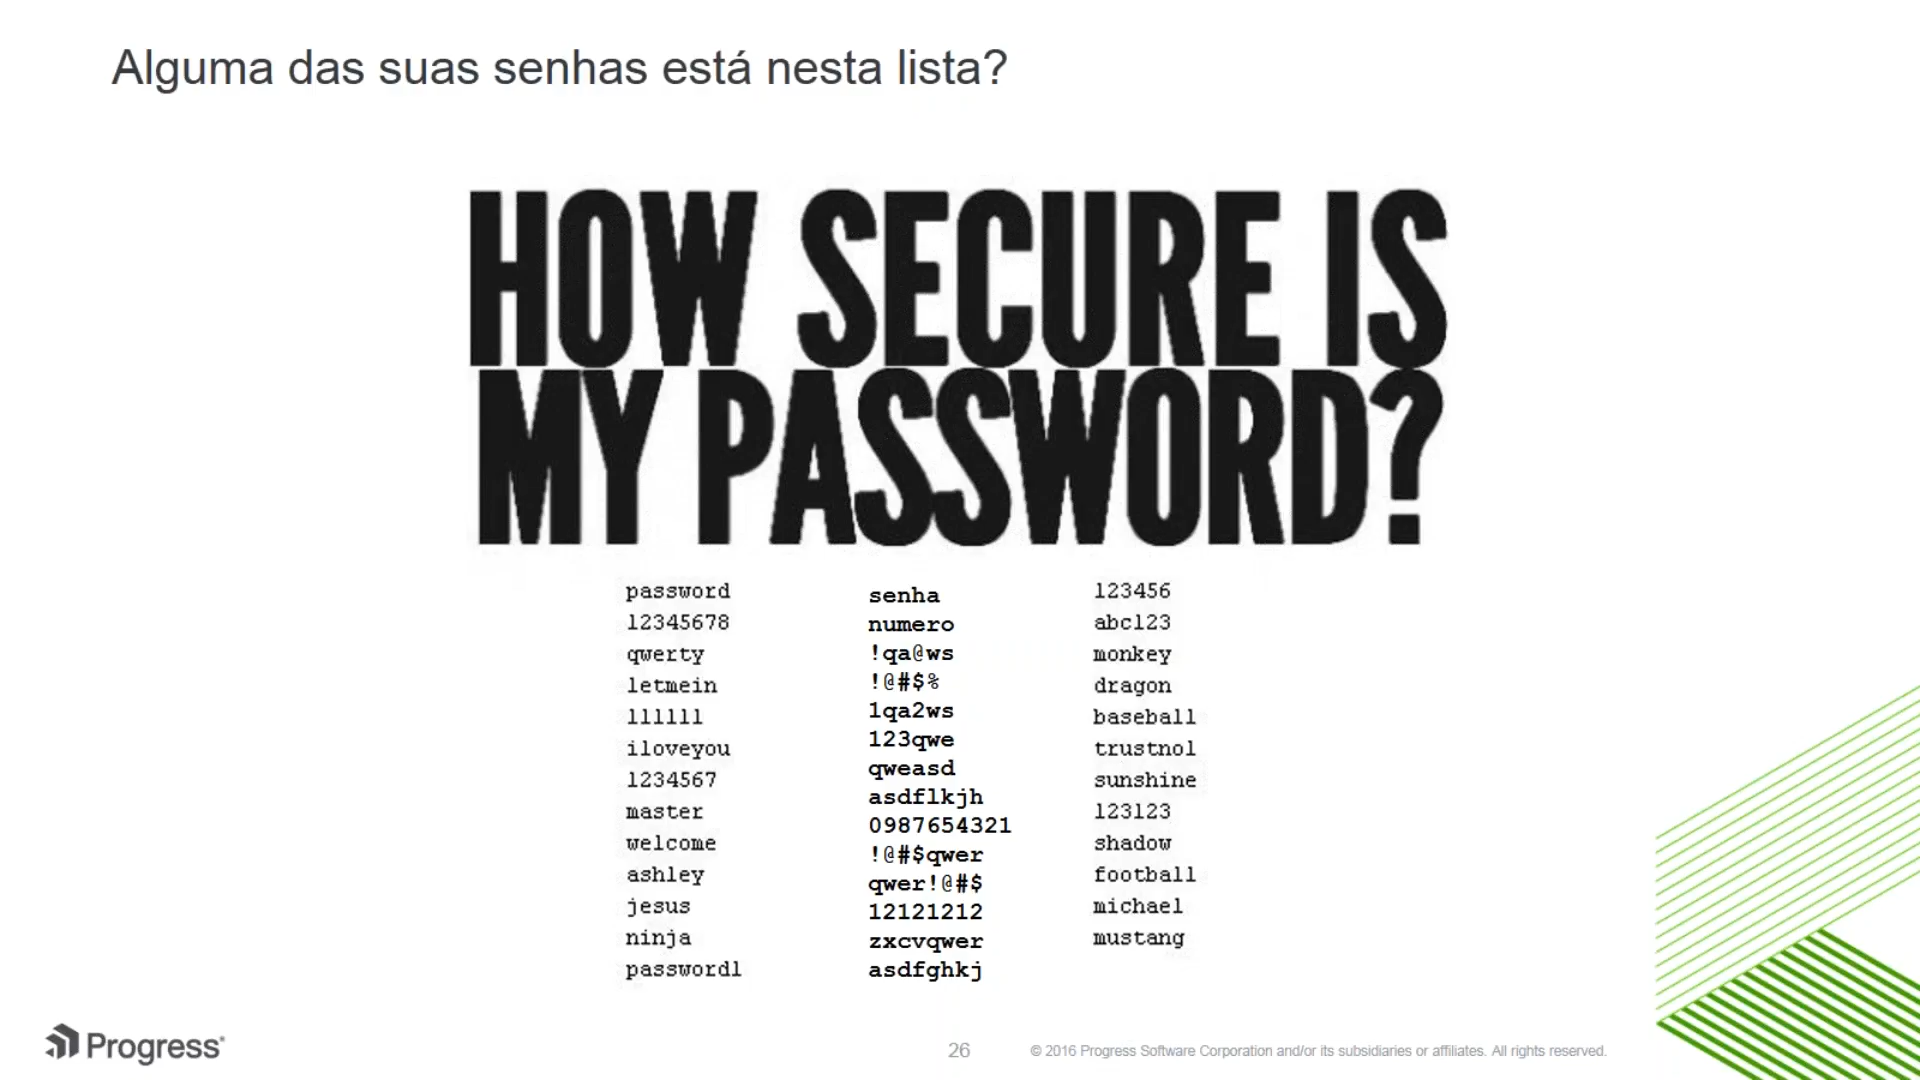 Alguma das suas senhas está nesta lista?
HOW SECURE IS
MY PASSWORD?
password
12345678
qwerty
letmein
111111
iloveyou
1234567
master
welcome
ashley
jesus
ninja
password1
senha
numero
!qa@ws
!@#$%
1qa2ws
123qwe
qweasd
asdflkjh
0987654321
!@#$qwer
qwer!@#$
12121212
zxcvqwer
asdfghkj
123456
abc123
monkey
dragon
baseball
trustno1
sunshine
123123
shadow
football
michael
mustang
Progress
26
© 2016 Progress Software Corporation and/or its subsidiaries or affiliates. All rights reserved.